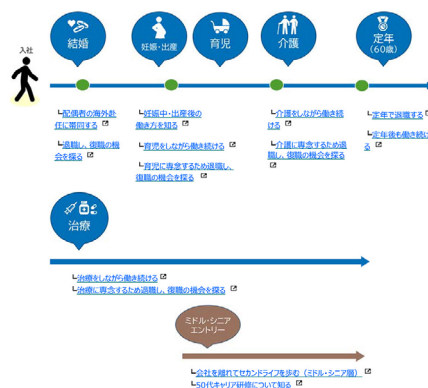 入社
結婚
妊娠・出産
育児
介護
定年
（60歳）
└配偶者の海外赴
任に帯同する
└退職し、復職の機
会を探る
└妊娠中・出産後の
働き方を知る
└育児をしながら働き続ける
└育児に専念するため退職し、
復職の機会を探る
└介護をしながら働き続
ける
└介護に専念するため退
職し、復職の機会を探る
└定年で退職する
└定年後も働き続け
る
治療
└治療をしながら働き続ける
└治療に専念するため退職し、復職の機会を探る
ミドル・シニア
エントリー
└会社を離れてセカンドライフを歩む（ミドル・シニア層）
└50代キャリア研修について知る